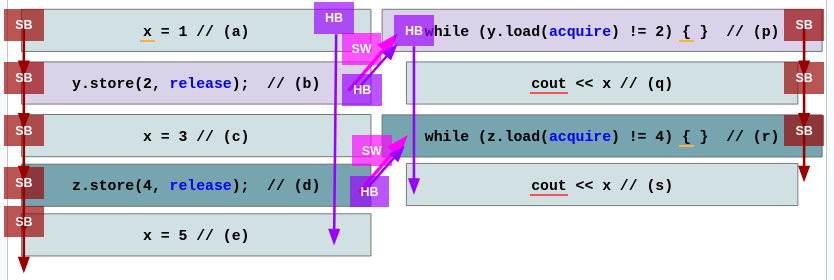 SB
x = 1 // (a)
HB
HB
while (y.load(acquire) != 2) { } // (p)
SB
SW
SB
y.store(2, release); // (b)
HB
cout << x // (q)
SB
SB
x = 3 // (c)
while (z.load(acquire) != 4) { } // (r)
SB
SW
SB
z.store(4, release); // (d)
HB
cout << x // (s)
SB
x = 5 // (e)